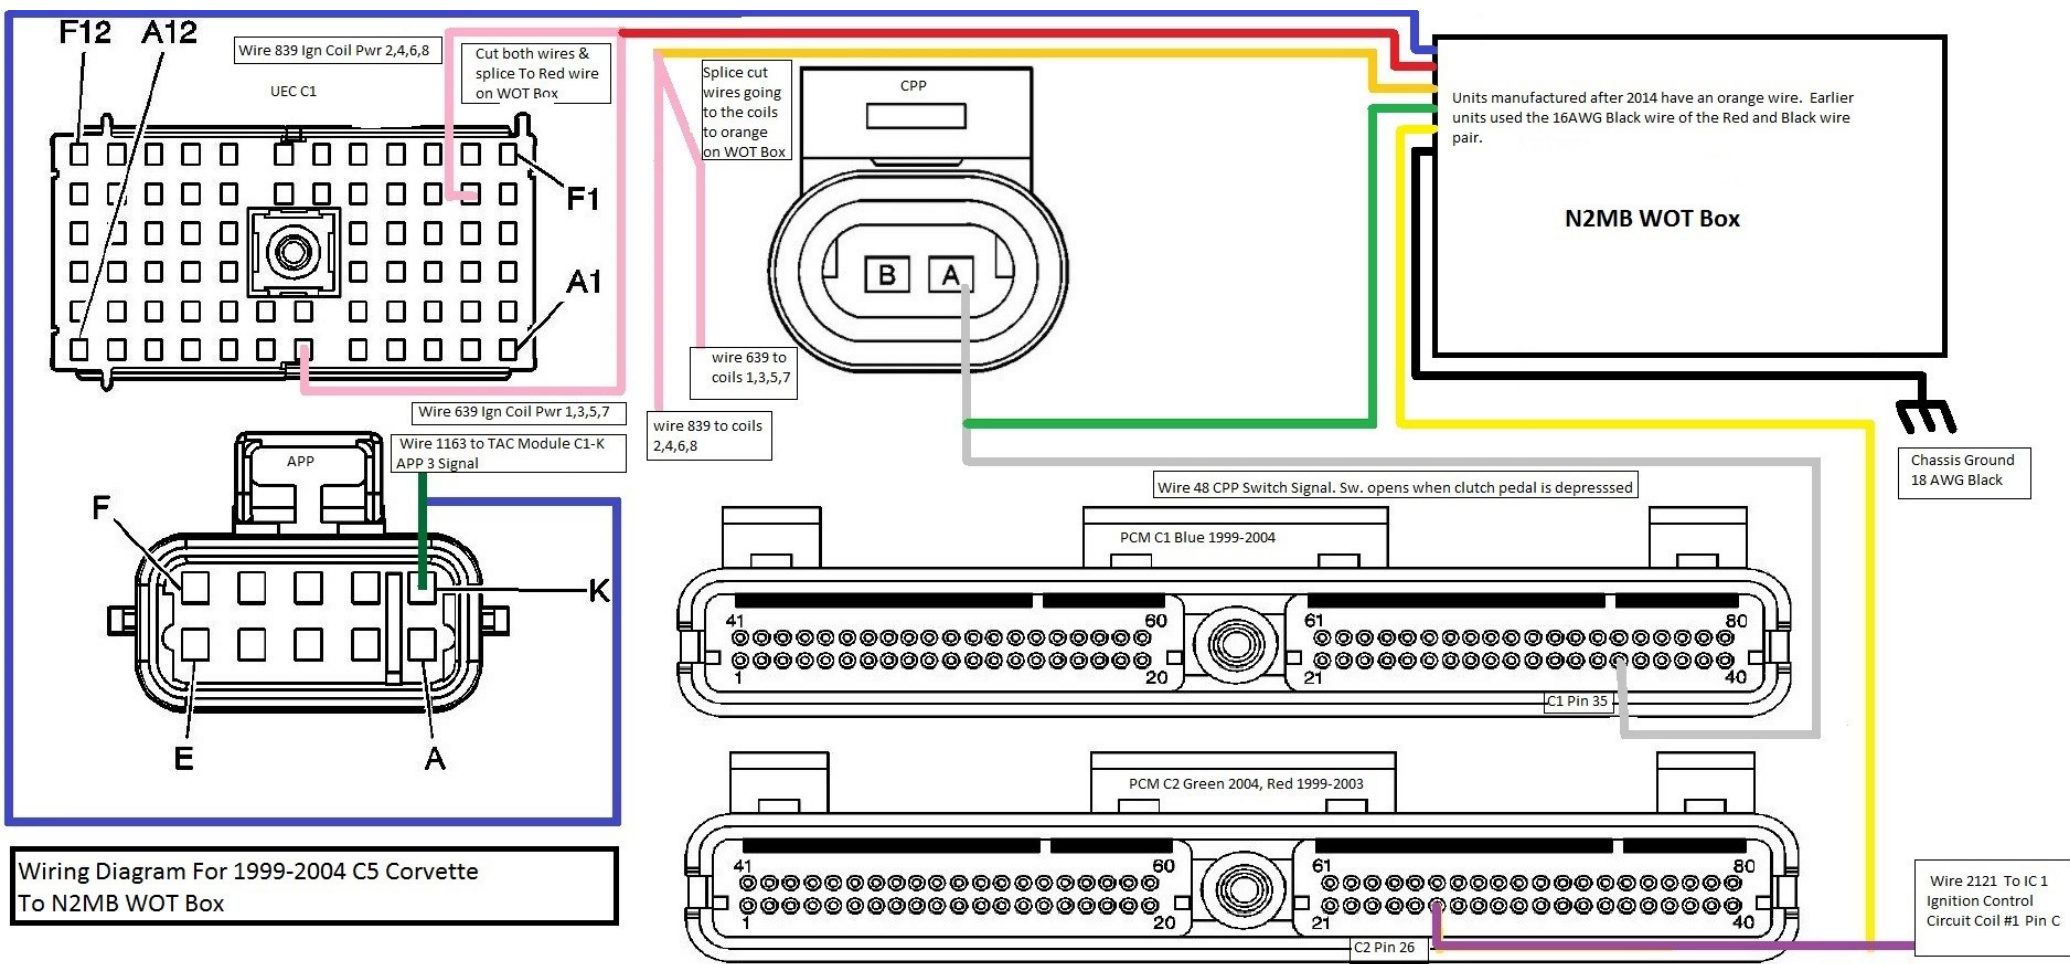 F12 A12
Wire 839 Ign Coil Pwr 2,4,6,8
UEC C1
Cut both wires &
splice To Red wire
on WOT Box
F1
A1
Splice cut
wires going
to the coils
to orange
on WOT Box
CPP
B A
Units manufactured after 2014 have an orange wire. Earlier
units used the 16AWG Black wire of the Red and Black wire
pair.
N2MB WOT Box
wire 639 to
coils 1,3,5,7
wire 839 to coils
2,4,6,8
Wire 639 Ign Coil Pwr 1,3,5,7
Wire 1163 to TAC Module C1-K
APP 3 Signal
APP
F
K
E
A
Chassis Ground
18 AWG Black
Wire 48 CPP Switch Signal. Sw. opens when clutch pedal is depresssed
PCM C1 Blue 1999-2004
41 60 61 80
1 20 21 40
C1 Pin 35
PCM C2 Green 2004, Red 1999-2003
41 60 61 80
1 20 21 40
C2 Pin 26
Wire 2121 To IC 1
Ignition Control
Circuit Coil #1 Pin C
Wiring Diagram For 1999-2004 C5 Corvette
To N2MB WOT Box